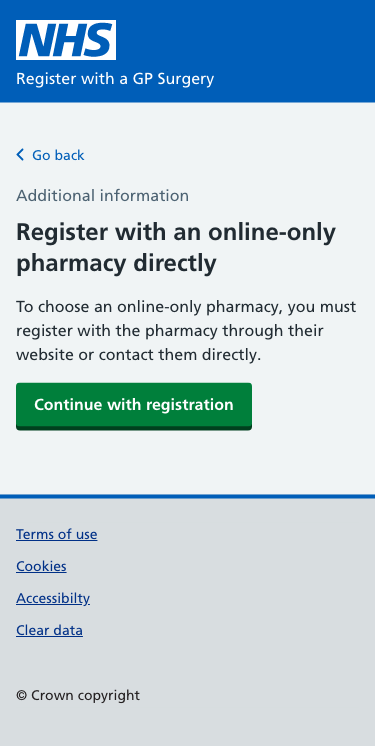 NHS
Register with a GP Surgery
Go back
Additional information
Register with an online-only
pharmacy directly
To choose an online-only pharmacy, you must
register with the pharmacy through their
website or contact them directly.
Continue with registration
Terms of use
Cookies
Accessibilty
Clear data
© Crown copyright